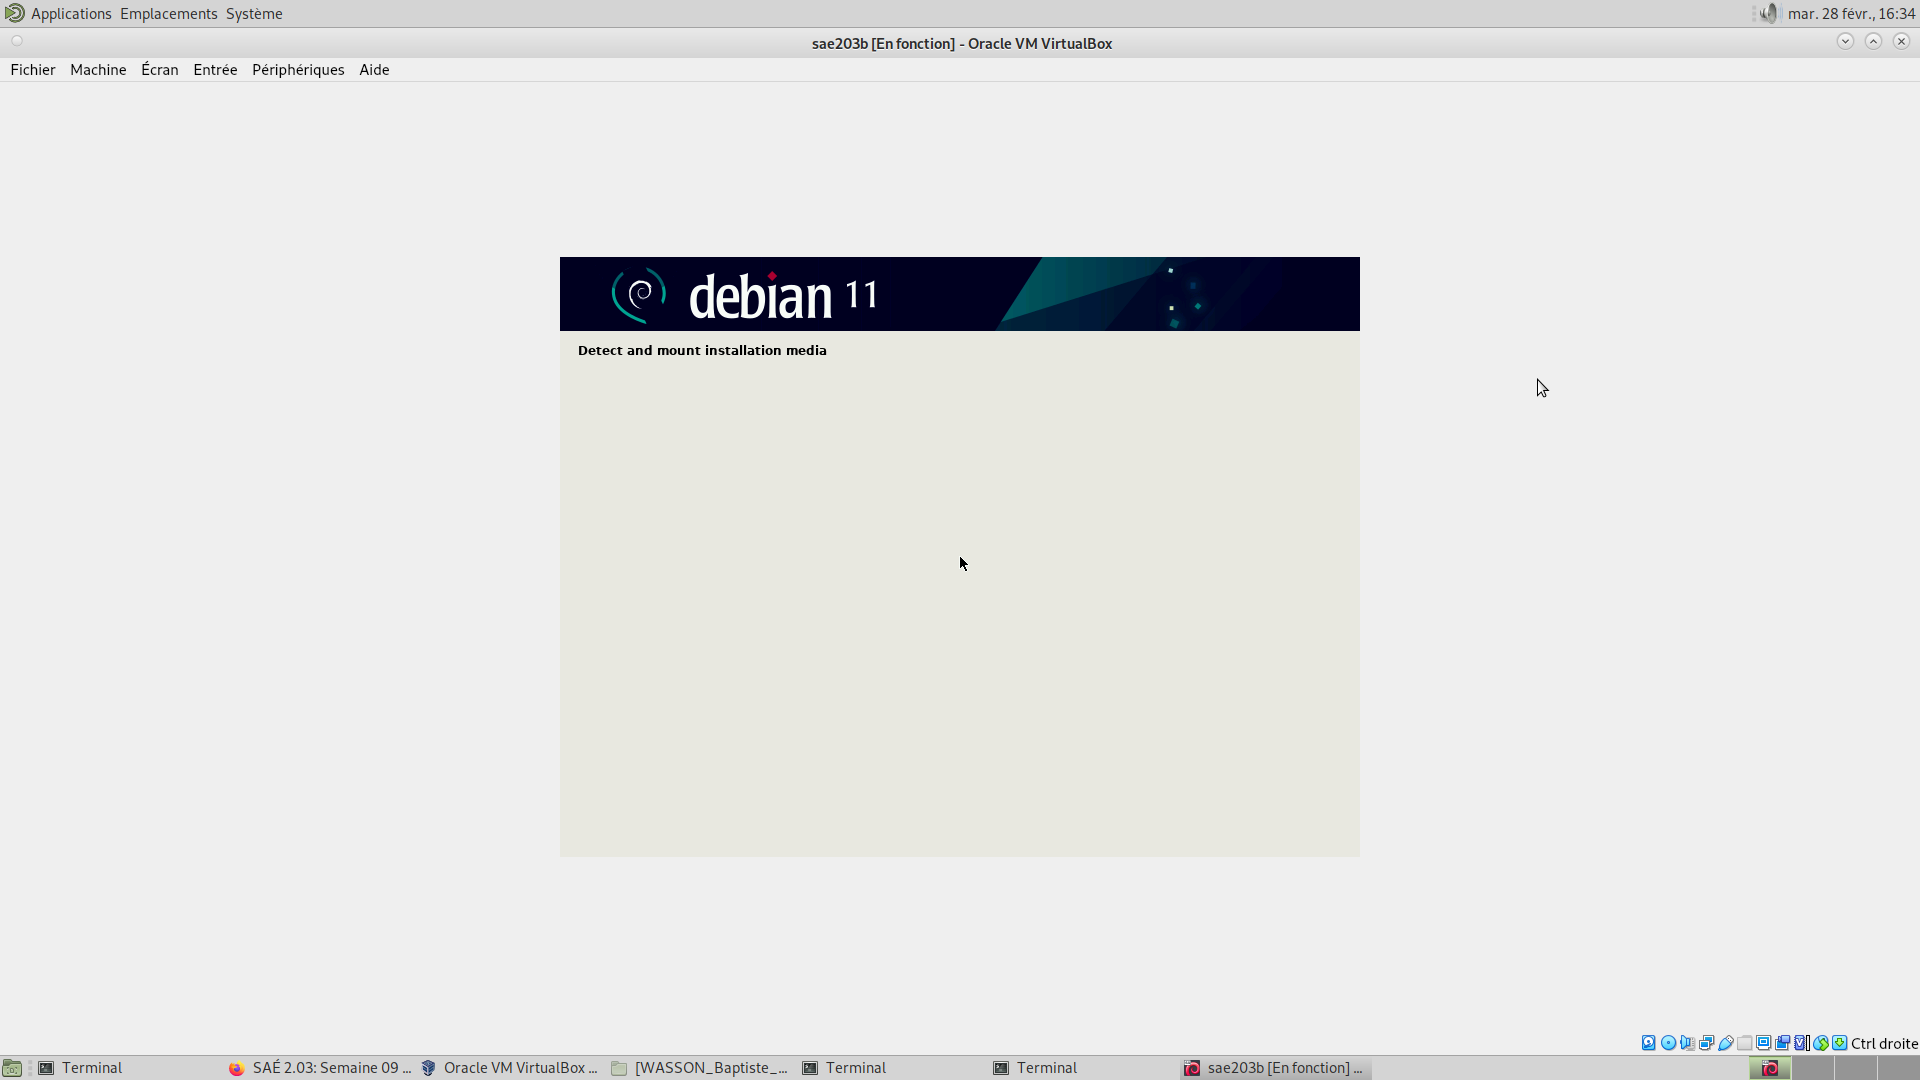 Applications Emplacements Système mar. 28 févr., 16:34
sae203b [En fonction] - Oracle VM VirtualBox
Fichier Machine Écran Entrée Périphériques Aide
debian 11
Detect and mount installation media
Ctrl droite
Terminal SAÉ 2.03: Semaine 09 ... Oracle VM VirtualBox ... [WASSON_Baptiste_... Terminal Terminal sae203b [En fonction] ...